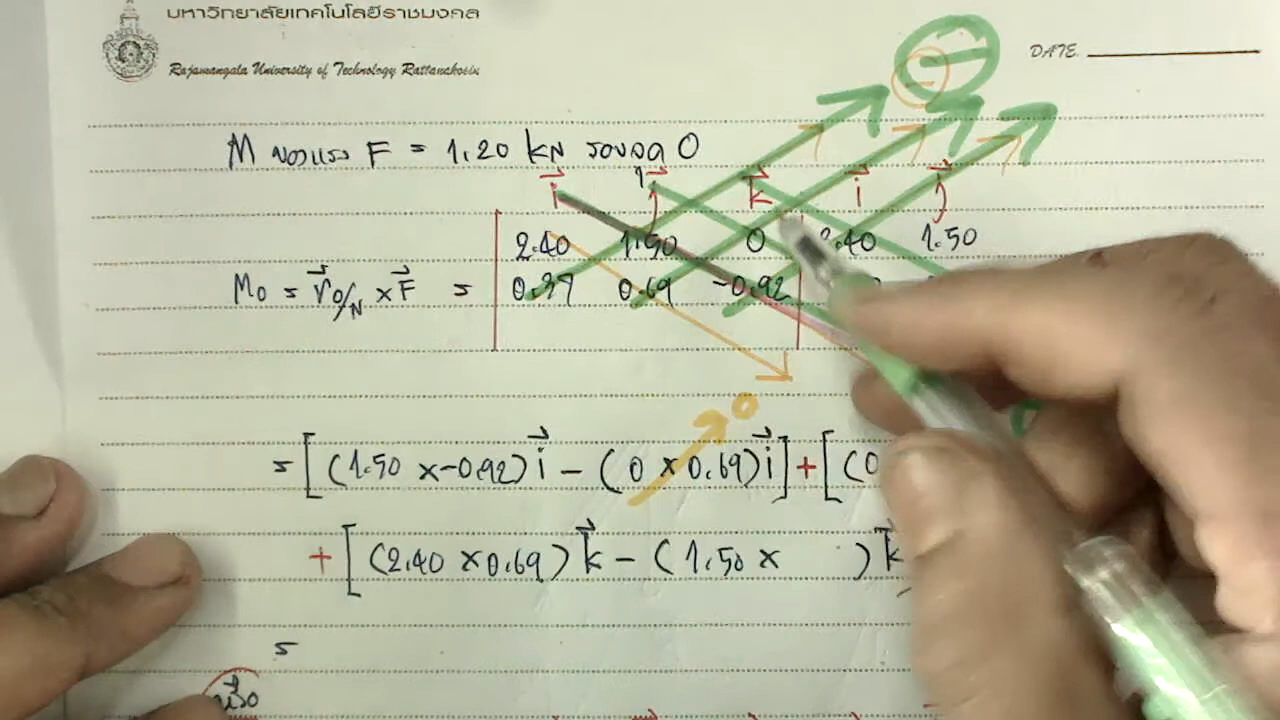 มหาวิทยาลัยเทคโนโลยีราชมงคล
Rajamangala University of Technology Rattanakosin
DATE
M ของแรง F = 1.20 kN รอบจุด O
i j k i j
2.40 1.50 0 2.40 1.50
M₀ = r o/N × F = 0.37 0.69 -0.92
= [(1.50 × -0.92) i - (0 × 0.69) i] + [(0
0
+ [(2.40 × 0.69) k - (1.50 × ) k
=